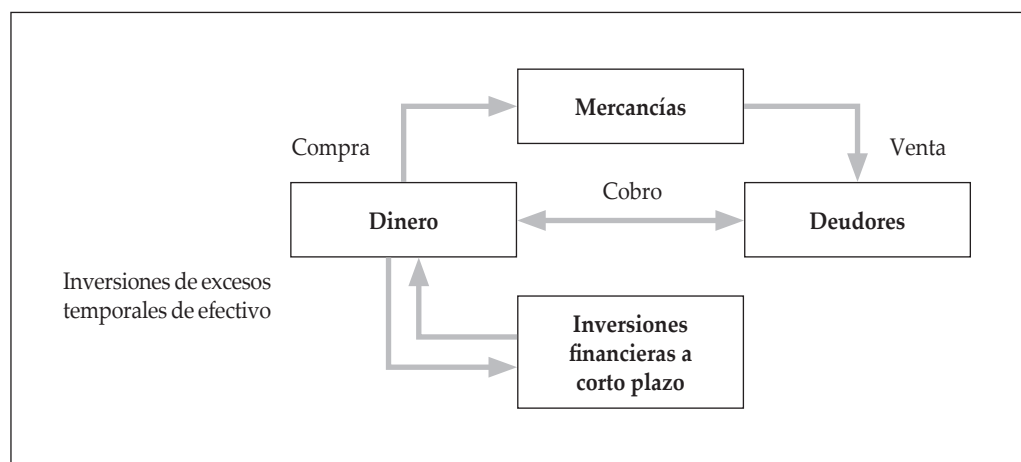 Mercancías
Compra
Venta
Cobro
Dinero
Deudores
Inversiones de excesos
temporales de efectivo
Inversiones
financieras a
corto plazo